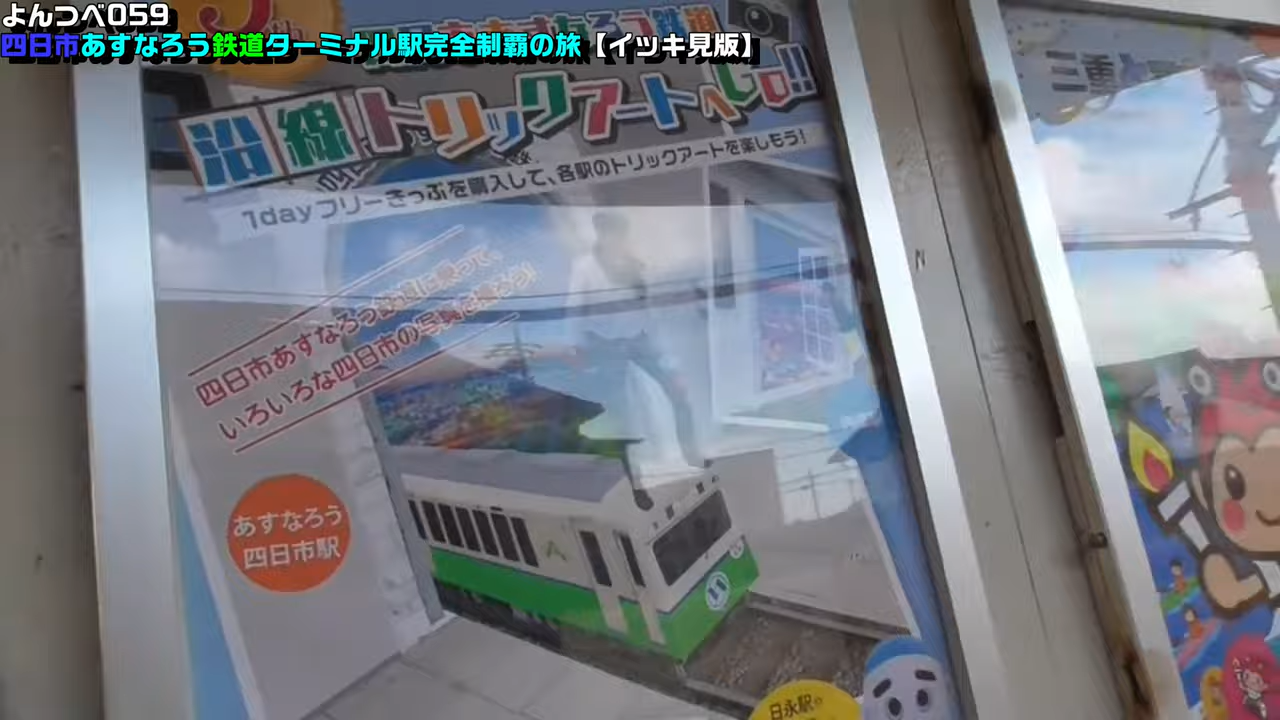 よんつべ059
四日市あすなろう鉄道ターミナル駅完全制覇の旅【イッキ見版】
沿線トリックアートへGO!!
1dayフリーきっぷを購入して、各駅のトリックアートを楽しもう!
四日市あすなろう鉄道に乗って、
いろいろな四日市の写真を撮ろう!
あすなろう
四日市駅
日永駅の
三重